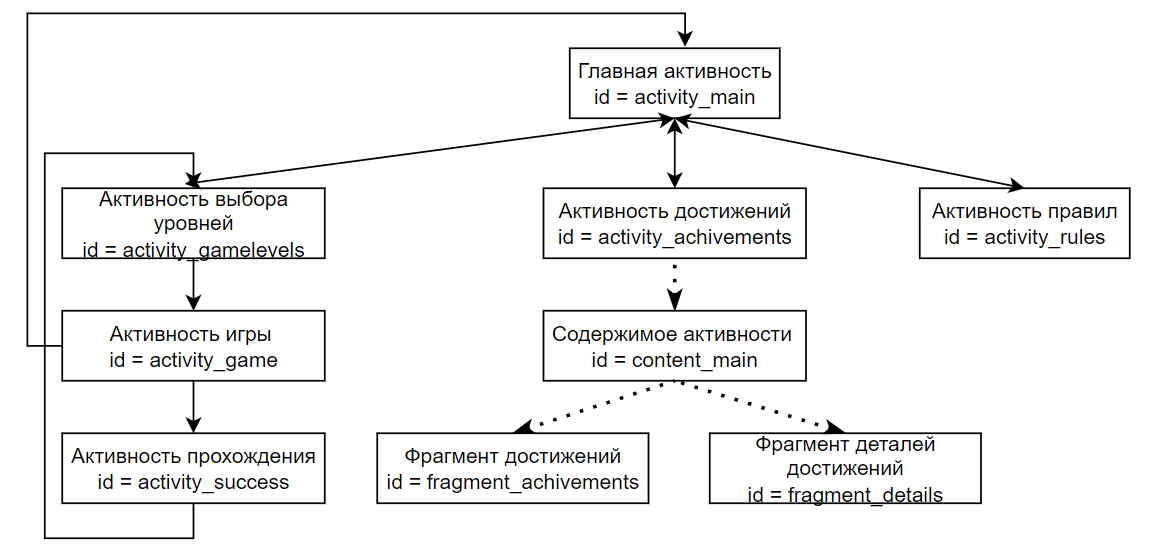 Главная активность
id = activity_main
Активность выбора
уровней
id = activity_gamelevels
Активность достижений
id = activity_achivements
Активность правил
id = activity_rules
Активность игры
id = activity_game
Содержимое активности
id = content_main
Активность прохождения
id = activity_success
Фрагмент достижений
id = fragment_achivements
Фрагмент деталей
достижений
id = fragment_details